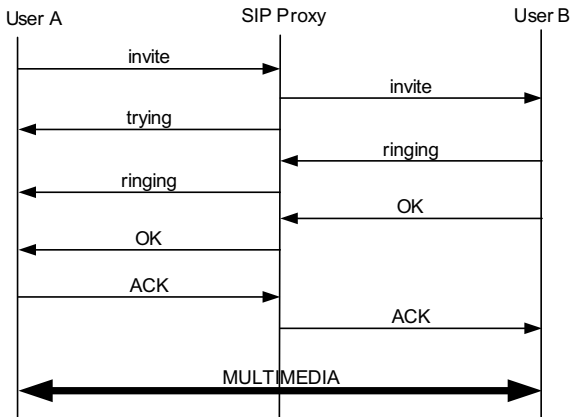 User A
SIP Proxy
User B
invite
invite
trying
ringing
ringing
OK
OK
ACK
ACK
MULTIMEDIA